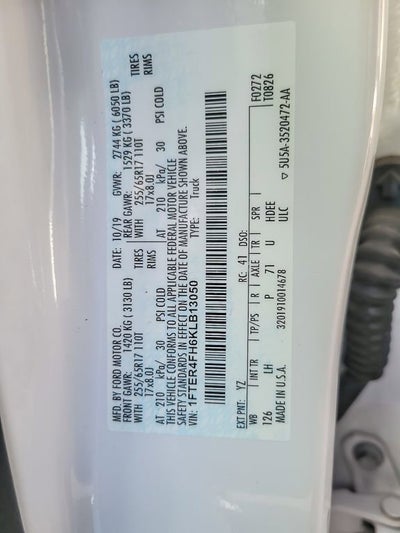 MFD. BY FORD MOTOR CO.
DATE: 10/19 GVWR: 2744 KG ( 6050 LB)
FRONT GAWR: 1420 KG ( 3130 LB) REAR GAWR: 1529 KG ( 3370 LB)
WITH 255/65R17 110T TIRES WITH 255/65R17 110T TIRES
17x8.0J RIMS 17x8.0J RIMS
AT 210 kPa/ 30 PSI COLD AT 210 kPa/ 30 PSI COLD
THIS VEHICLE CONFORMS TO ALL APPLICABLE FEDERAL MOTOR VEHICLE
SAFETY STANDARDS IN EFFECT ON THE DATE OF MANUFACTURE SHOWN ABOVE.
VIN: 1FTER4FH6KLB13050
TYPE: Truck
F0272
T0826
EXT PNT: YZ RC: 41 DSO:
WB INT TR TP/PS R AXLE TR SPR
126 LH P 71 U HDEE
ULC
MADE IN U.S.A. 3201910014678 5U5A-3520472-AA